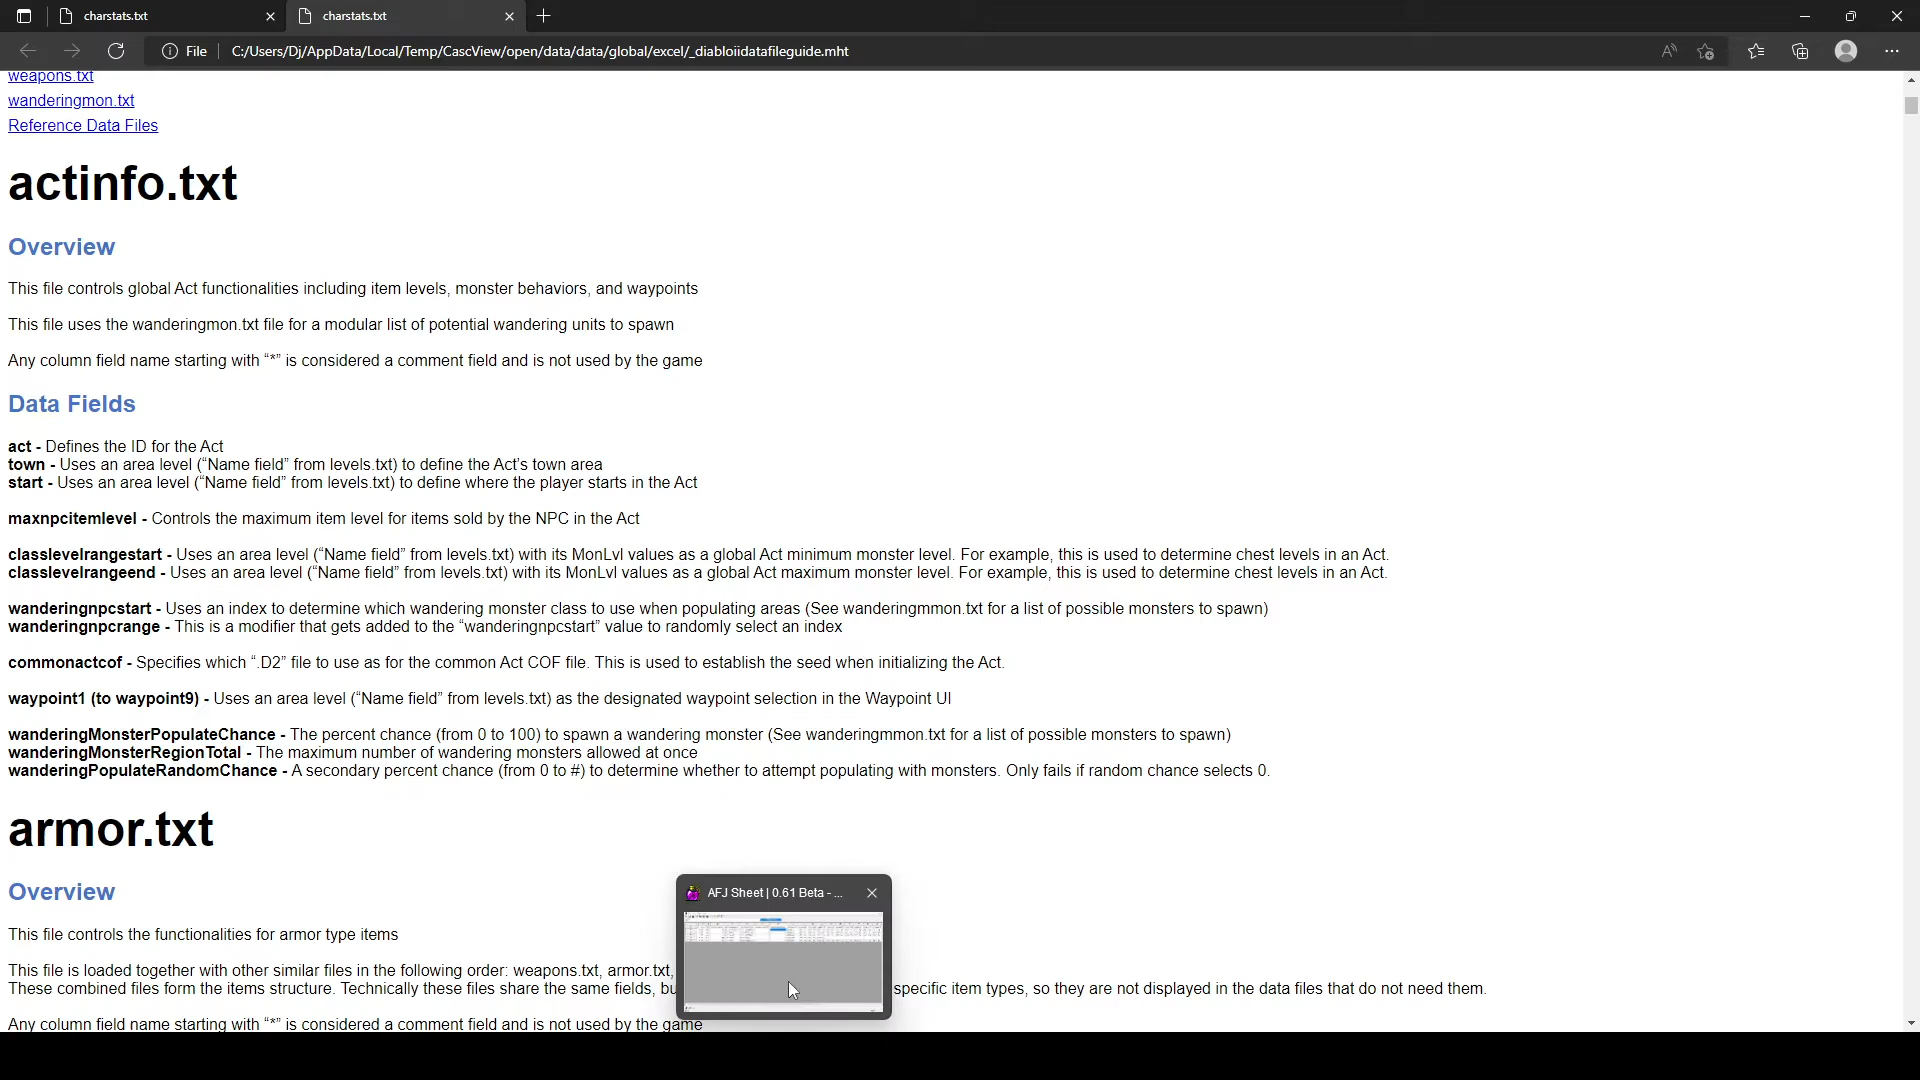 charstats.txt
charstats.txt
File
C:/Users/Dj/AppData/Local/Temp/CascView/open/data/data/global/excel/_diabloiidatafileguide.mht
weapons.txt
wanderingmon.txt
Reference Data Files
actinfo.txt
Overview
This file controls global Act functionalities including item levels, monster behaviors, and waypoints
This file uses the wanderingmon.txt file for a modular list of potential wandering units to spawn
Any column field name starting with “*” is considered a comment field and is not used by the game
Data Fields
act - Defines the ID for the Act
town - Uses an area level (“Name field” from levels.txt) to define the Act’s town area
start - Uses an area level (“Name field” from levels.txt) to define where the player starts in the Act
maxnpcitemlevel - Controls the maximum item level for items sold by the NPC in the Act
classlevelrangestart - Uses an area level (“Name field” from levels.txt) with its MonLvl values as a global Act minimum monster level. For example, this is used to determine chest levels in an Act.
classlevelrangeend - Uses an area level (“Name field” from levels.txt) with its MonLvl values as a global Act maximum monster level. For example, this is used to determine chest levels in an Act.
wanderingnpcstart - Uses an index to determine which wandering monster class to use when populating areas (See wanderingmmon.txt for a list of possible monsters to spawn)
wanderingnpcrange - This is a modifier that gets added to the “wanderingnpcstart” value to randomly select an index
commonactcof - Specifies which “.D2” file to use as for the common Act COF file. This is used to establish the seed when initializing the Act.
waypoint1 (to waypoint9) - Uses an area level (“Name field” from levels.txt) as the designated waypoint selection in the Waypoint UI
wanderingMonsterPopulateChance - The percent chance (from 0 to 100) to spawn a wandering monster (See wanderingmmon.txt for a list of possible monsters to spawn)
wanderingMonsterRegionTotal - The maximum number of wandering monsters allowed at once
wanderingPopulateRandomChance - A secondary percent chance (from 0 to #) to determine whether to attempt populating with monsters. Only fails if random chance selects 0.
armor.txt
Overview
AFJ Sheet | 0.61 Beta - ...
This file controls the functionalities for armor type items
This file is loaded together with other similar files in the following order: weapons.txt, armor.txt,
These combined files form the items structure. Technically these files share the same fields, bu specific item types, so they are not displayed in the data files that do not need them.
Any column field name starting with “*” is considered a comment field and is not used by the game